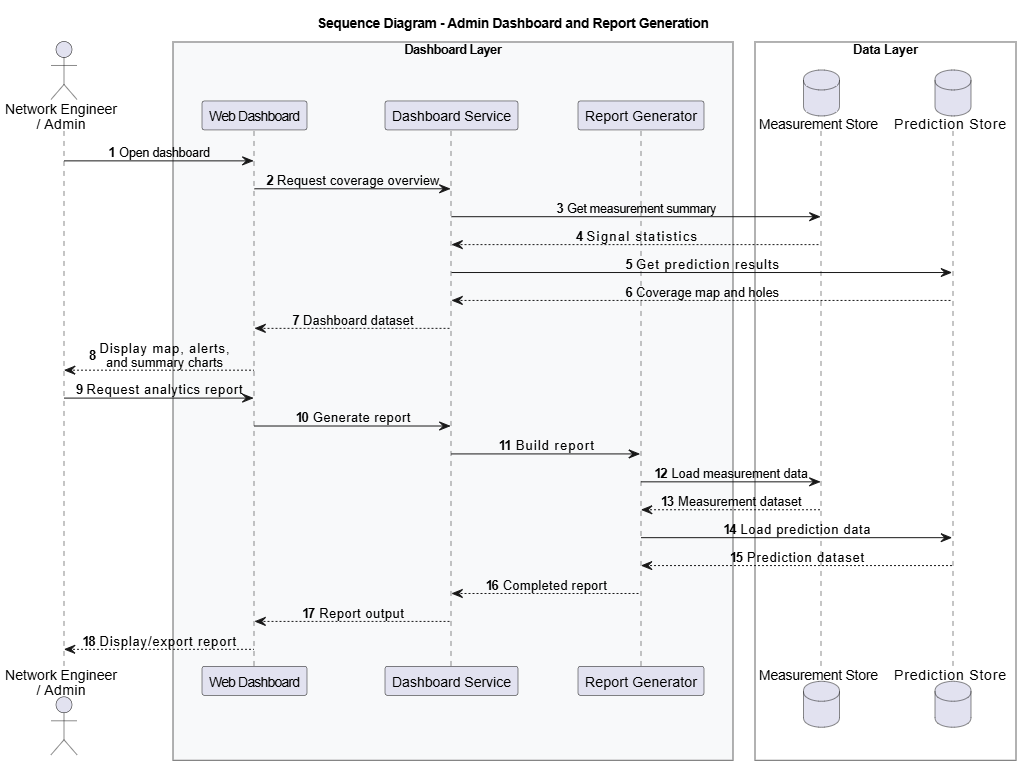 Sequence Diagram - Admin Dashboard and Report Generation
Dashboard Layer
Data Layer
Network Engineer
/ Admin
Web Dashboard
Dashboard Service
Report Generator
Measurement Store
Prediction Store
1 Open dashboard
2 Request coverage overview
3 Get measurement summary
4 Signal statistics
5 Get prediction results
6 Coverage map and holes
7 Dashboard dataset
8 Display map, alerts,
and summary charts
9 Request analytics report
10 Generate report
11 Build report
12 Load measurement data
13 Measurement dataset
14 Load prediction data
15 Prediction dataset
16 Completed report
17 Report output
18 Display/export report
Network Engineer
/ Admin
Web Dashboard
Dashboard Service
Report Generator
Measurement Store
Prediction Store